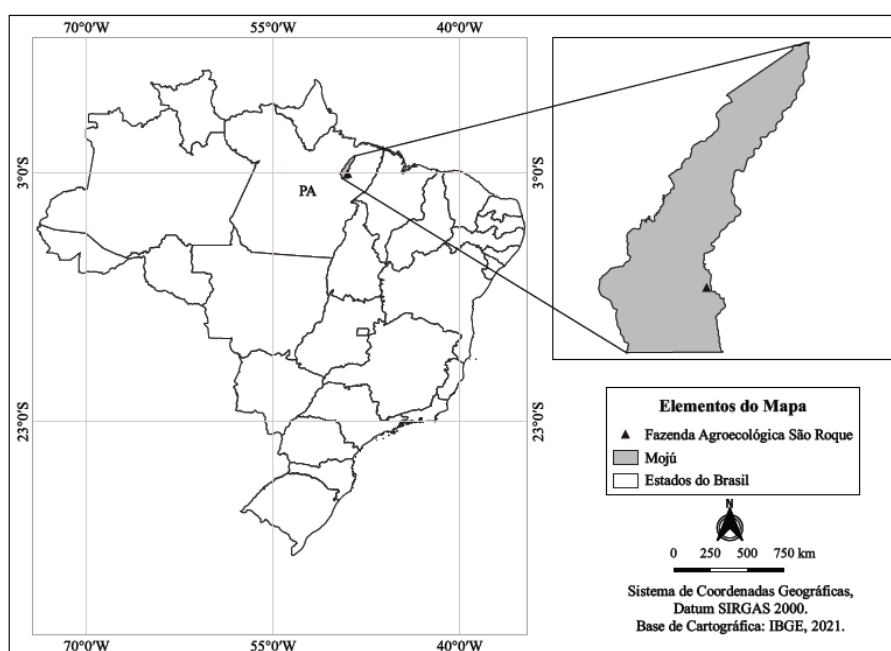 70°0'W 55°0'W 40°0'W
3°0'S 3°0'S
PA
23°0'S 23°0'S
70°0'W 55°0'W 40°0'W
Elementos do Mapa
Fazenda Agroecológica São Roque
Mojú
Estados do Brasil
N
0 250 500 750 km
Sistema de Coordenadas Geográficas,
Datum SIRGAS 2000.
Base de Cartográfica: IBGE, 2021.